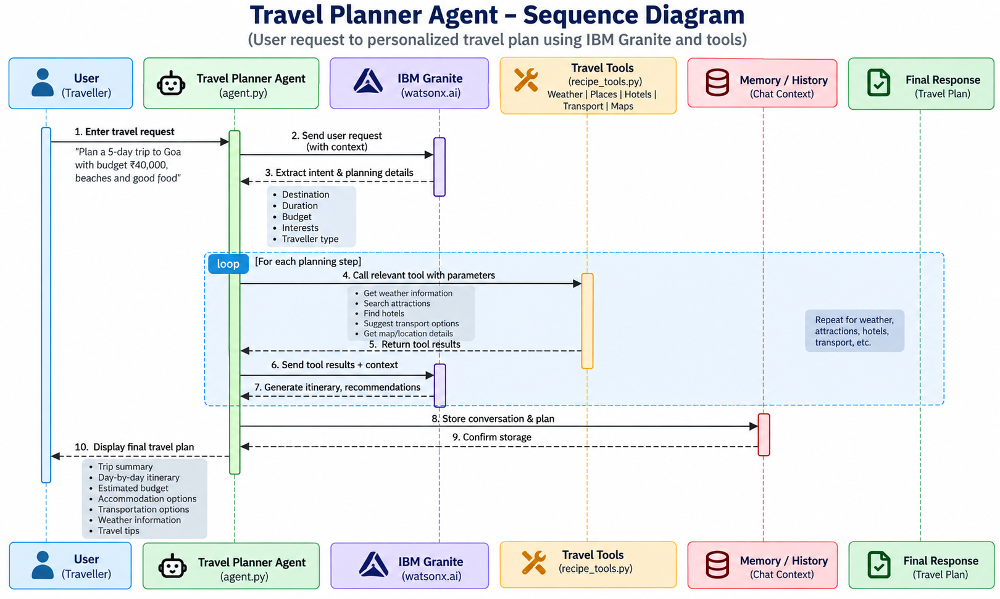 Travel Planner Agent – Sequence Diagram
(User request to personalized travel plan using IBM Granite and tools)
User
(Traveller)
Travel Planner Agent
(agent.py)
IBM Granite
(watsonx.ai)
Travel Tools
(recipe_tools.py)
Weather | Places | Hotels |
Transport | Maps
Memory / History
(Chat Context)
Final Response
(Travel Plan)
1. Enter travel request
"Plan a 5-day trip to Goa
with budget ₹40,000,
beaches and good food"
2. Send user request
(with context)
3. Extract intent & planning details
• Destination
• Duration
• Budget
• Interests
• Traveller type
loop
[For each planning step]
4. Call relevant tool with parameters
• Get weather information
• Search attractions
• Find hotels
• Suggest transport options
• Get map/location details
5. Return tool results
Repeat for weather,
attractions, hotels,
transport, etc.
6. Send tool results + context
7. Generate itinerary, recommendations
8. Store conversation & plan
9. Confirm storage
10. Display final travel plan
• Trip summary
• Day-by-day itinerary
• Estimated budget
• Accommodation options
• Transportation options
• Weather information
• Travel tips
User
(Traveller)
Travel Planner Agent
(agent.py)
IBM Granite
(watsonx.ai)
Travel Tools
(recipe_tools.py)
Memory / History
(Chat Context)
Final Response
(Travel Plan)